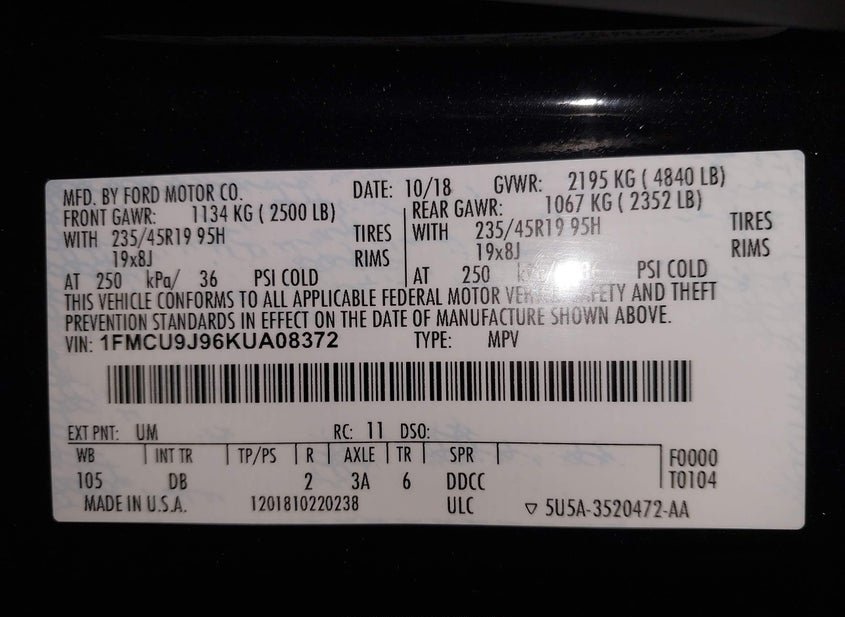 MFD. BY FORD MOTOR CO. DATE: 10/18 GVWR: 2195 KG ( 4840 LB)
FRONT GAWR: 1134 KG ( 2500 LB) REAR GAWR: 1067 KG ( 2352 LB)
WITH 235/45R19 95H TIRES WITH 235/45R19 95H TIRES
19x8J RIMS 19x8J RIMS
AT 250 kPa/ 36 PSI COLD AT 250 PSI COLD
THIS VEHICLE CONFORMS TO ALL APPLICABLE FEDERAL MOTOR AND THEFT
PREVENTION STANDARDS IN EFFECT ON THE DATE OF MANUFACTURE SHOWN ABOVE.
VIN: 1FMCU9J96KUA08372 TYPE: MPV
EXT PNT: UM RC: 11 DSO:
WB INT TR TP/PS R AXLE TR SPR F0000
105 DB 2 3A 6 DDCC T0104
MADE IN U.S.A. 1201810220238 ULC ▽ 5U5A-3520472-AA